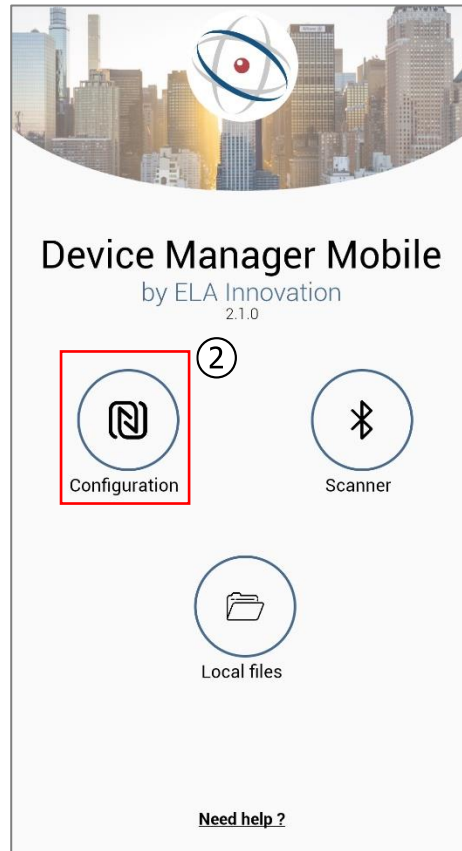 Device Manager Mobile
by ELA Innovation
2.1.0
②
Configuration
Scanner
Local files
Need help ?